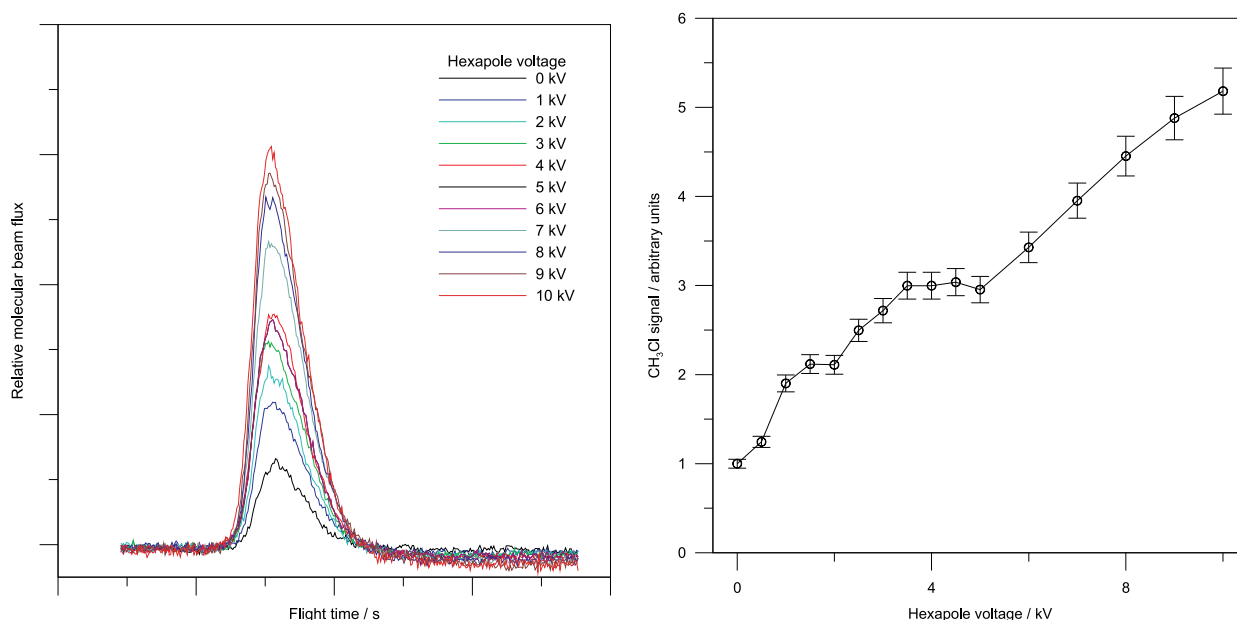 Hexapole voltage
0 kV
1 kV
2 kV
3 kV
4 kV
5 kV
6 kV
7 kV
8 kV
9 kV
10 kV
Relative molecular beam flux
Flight time / s
6
5
4
3
2
1
0
CH₃Cl signal / arbitrary units
0
4
8
Hexapole voltage / kV